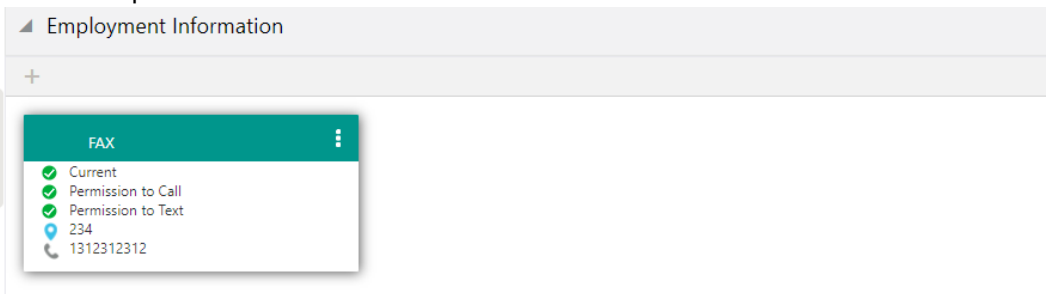 Employment Information
+
FAX
Current
Permission to Call
Permission to Text
234
1312312312